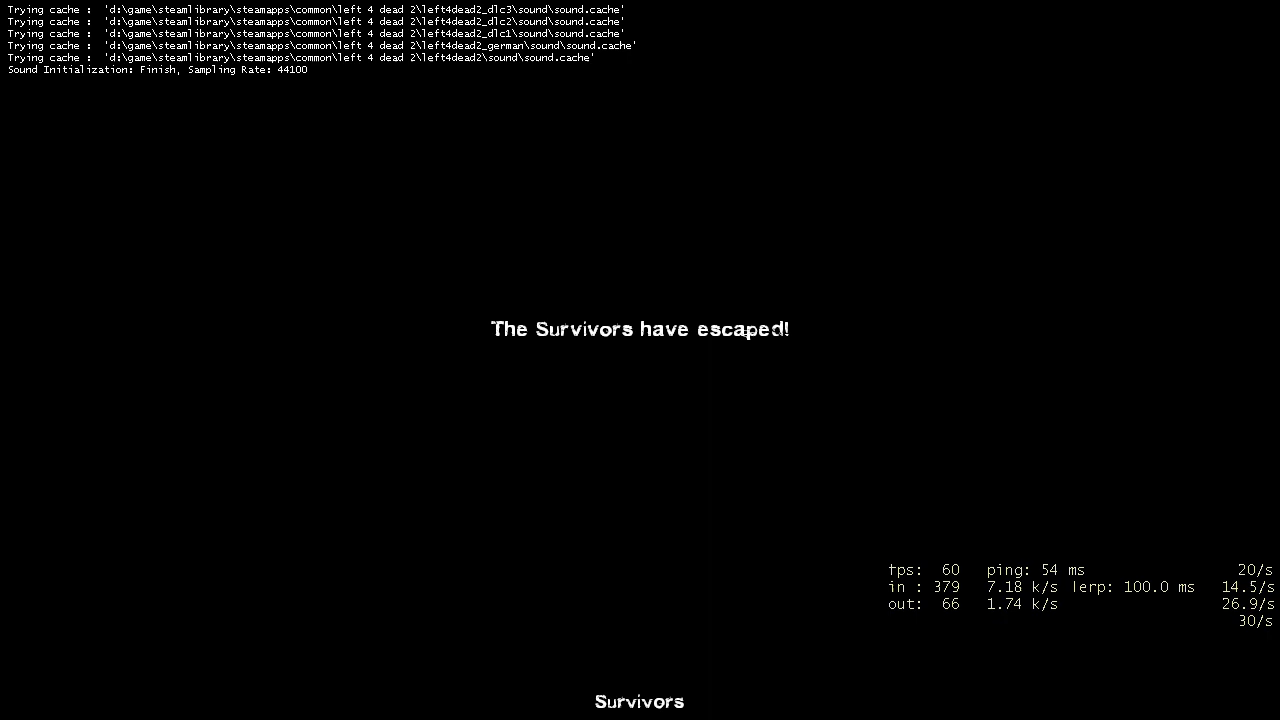 Trying cache :  'd:\game\steamlibrary\steamapps\common\left 4 dead 2\left4dead2_dlc3\sound\sound.cache'
Trying cache :  'd:\game\steamlibrary\steamapps\common\left 4 dead 2\left4dead2_dlc2\sound\sound.cache'
Trying cache :  'd:\game\steamlibrary\steamapps\common\left 4 dead 2\left4dead2_dlc1\sound\sound.cache'
Trying cache :  'd:\game\steamlibrary\steamapps\common\left 4 dead 2\left4dead2_german\sound\sound.cache'
Trying cache :  'd:\game\steamlibrary\steamapps\common\left 4 dead 2\left4dead2\sound\sound.cache'
Sound Initialization: Finish, Sampling Rate: 44100
The Survivors have escaped!
fps:  60   ping: 54 ms   20/s
in : 379   7.18 k/s  lerp: 100.0 ms   14.5/s
out:  66   1.74 k/s   26.9/s
30/s
Survivors